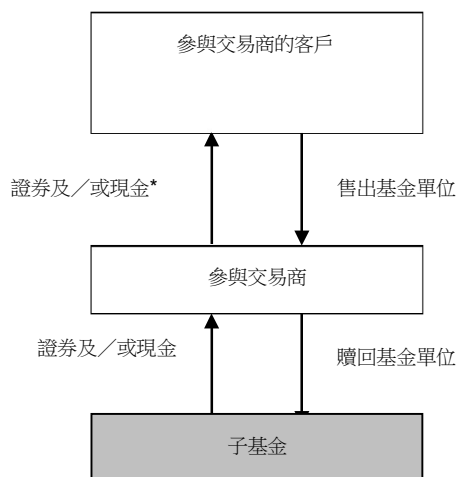 參與交易商的客戶
證券及／或現金*
售出基金單位
參與交易商
證券及／或現金
贖回基金單位
子基金